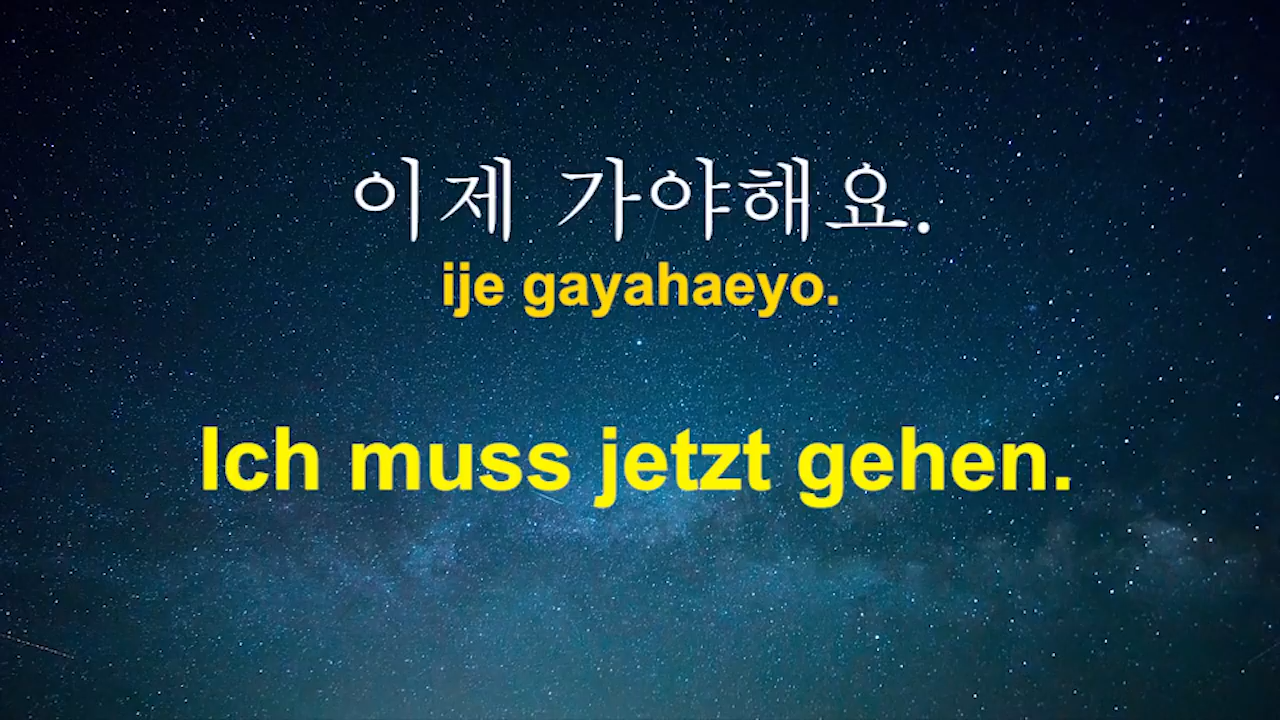 이제 가야해요.
ije gayahaeyo.
Ich muss jetzt gehen.